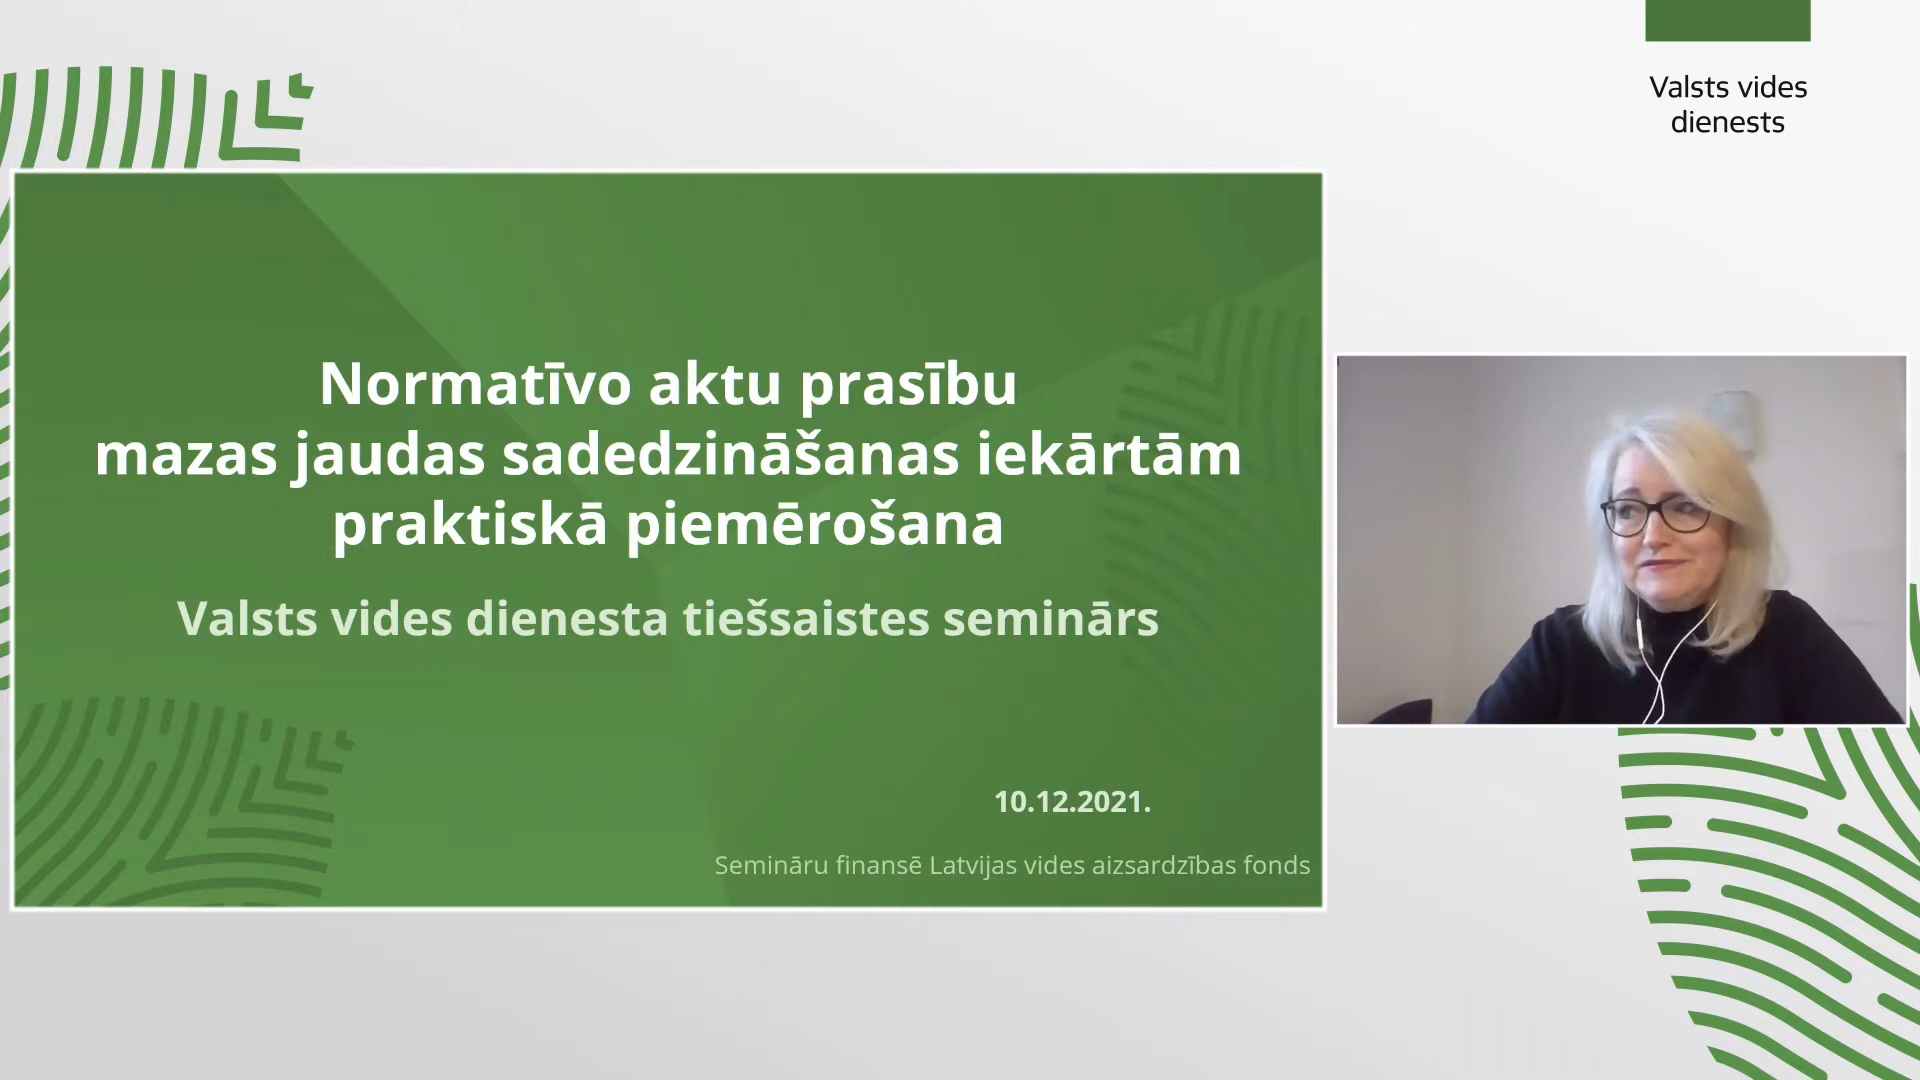 Valsts vides
dienests
Normatīvo aktu prasību
mazas jaudas sadedzināšanas iekārtām
praktiskā piemērošana
Valsts vides dienesta tiešsaistes seminārs
10.12.2021.
Semināru finansē Latvijas vides aizsardzības fonds